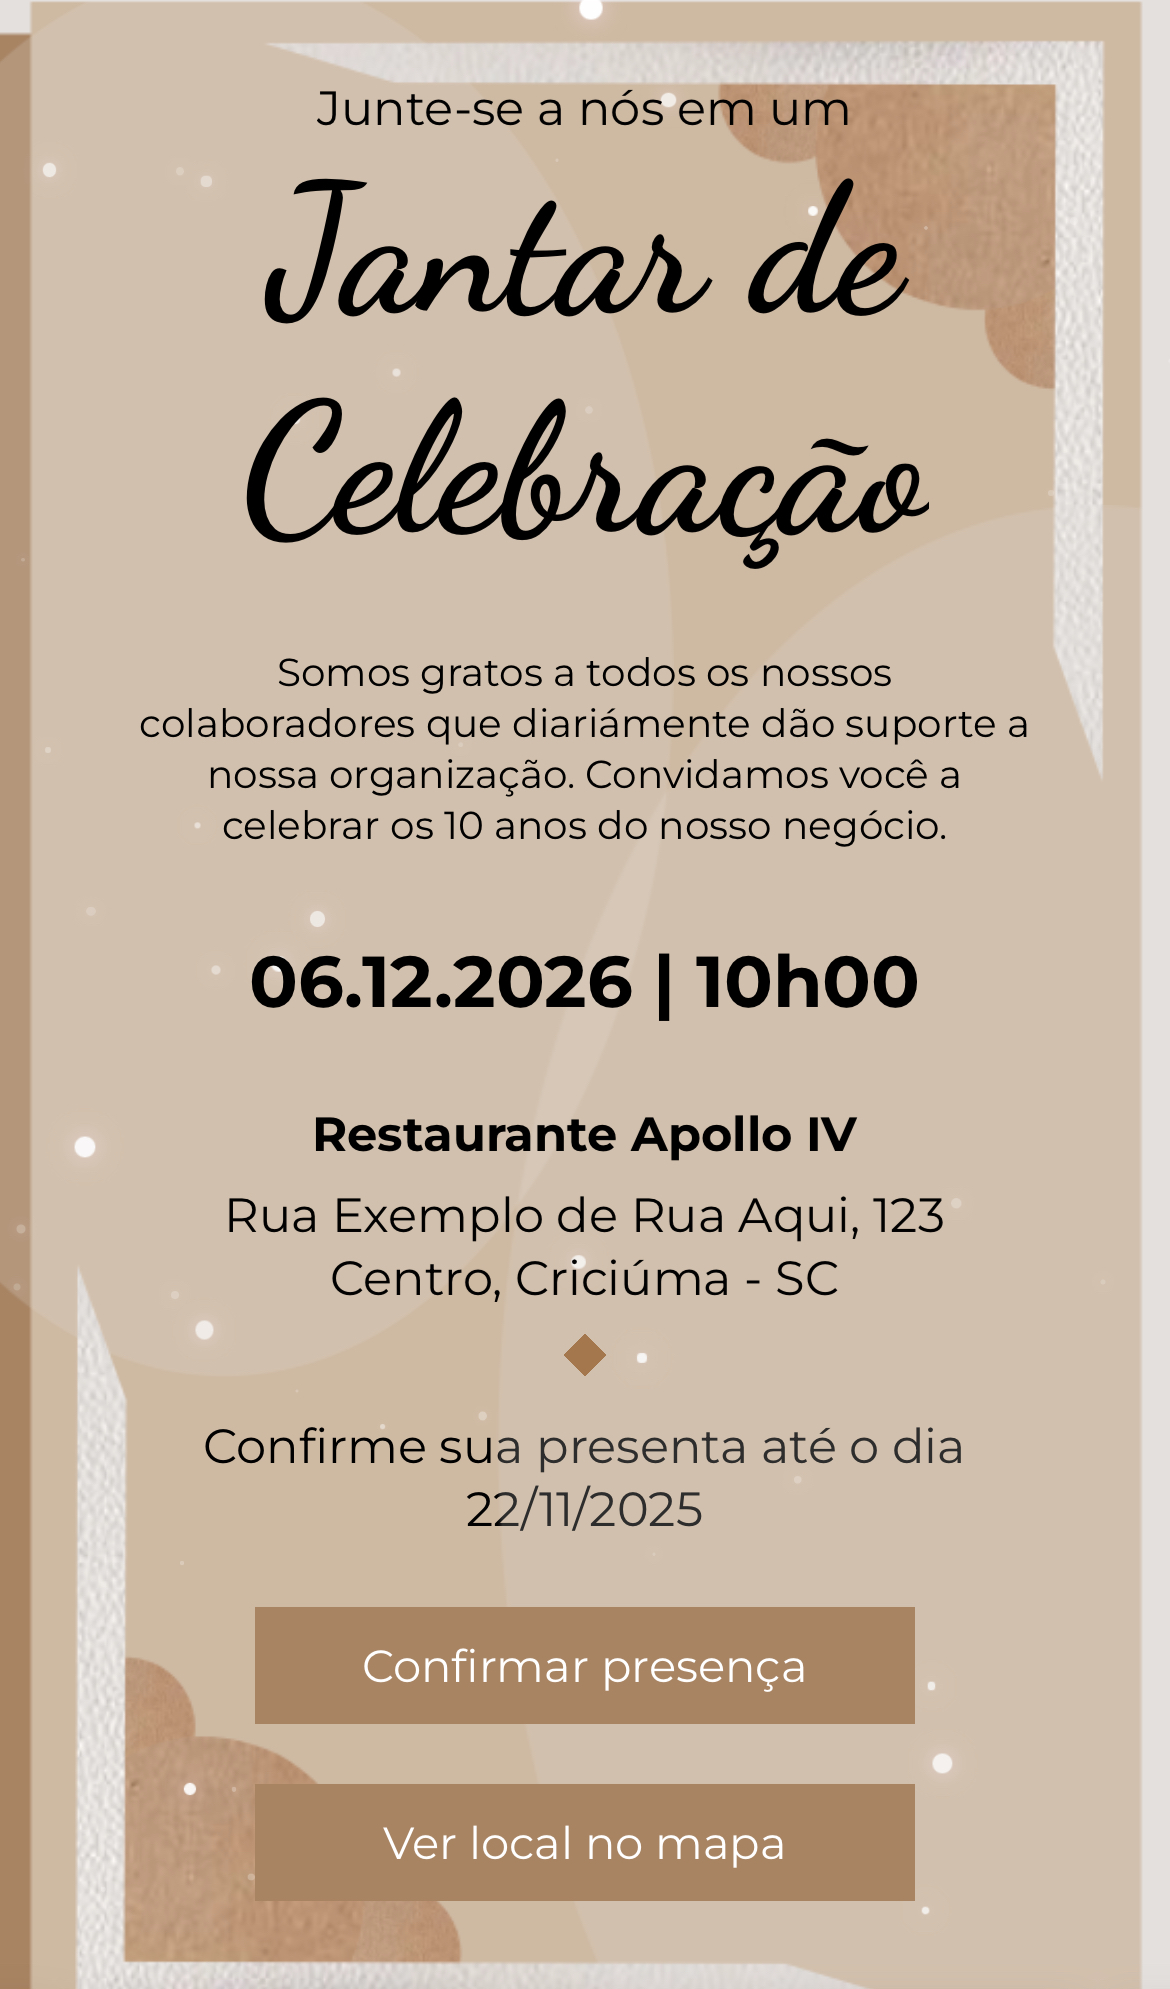 Junte-se a nós em um
Jantar de
Celebração
Somos gratos a todos os nossos
colaboradores que diariámente dão suporte a
nossa organização. Convidamos você a
celebrar os 10 anos do nosso negócio.
06.12.2026 | 10h00
Restaurante Apollo IV
Rua Exemplo de Rua Aqui, 123
Centro, Criciúma - SC
Confirme sua presenta até o dia
22/11/2025
Confirmar presença
Ver local no mapa